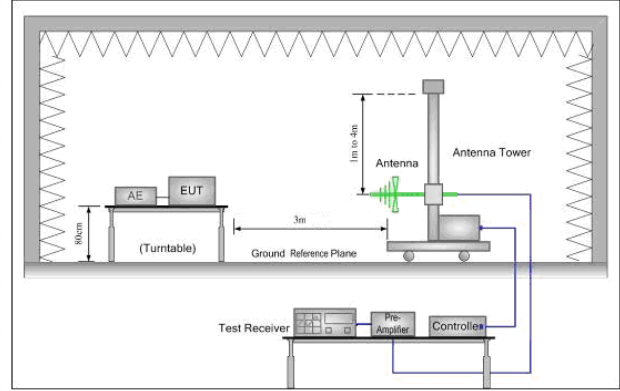 1m to 4m
Antenna
Antenna Tower
AE
EUT
80cm
3m
(Turntable)
Ground Reference Plane
Test Receiver
Pre-
Amplifier
Controller